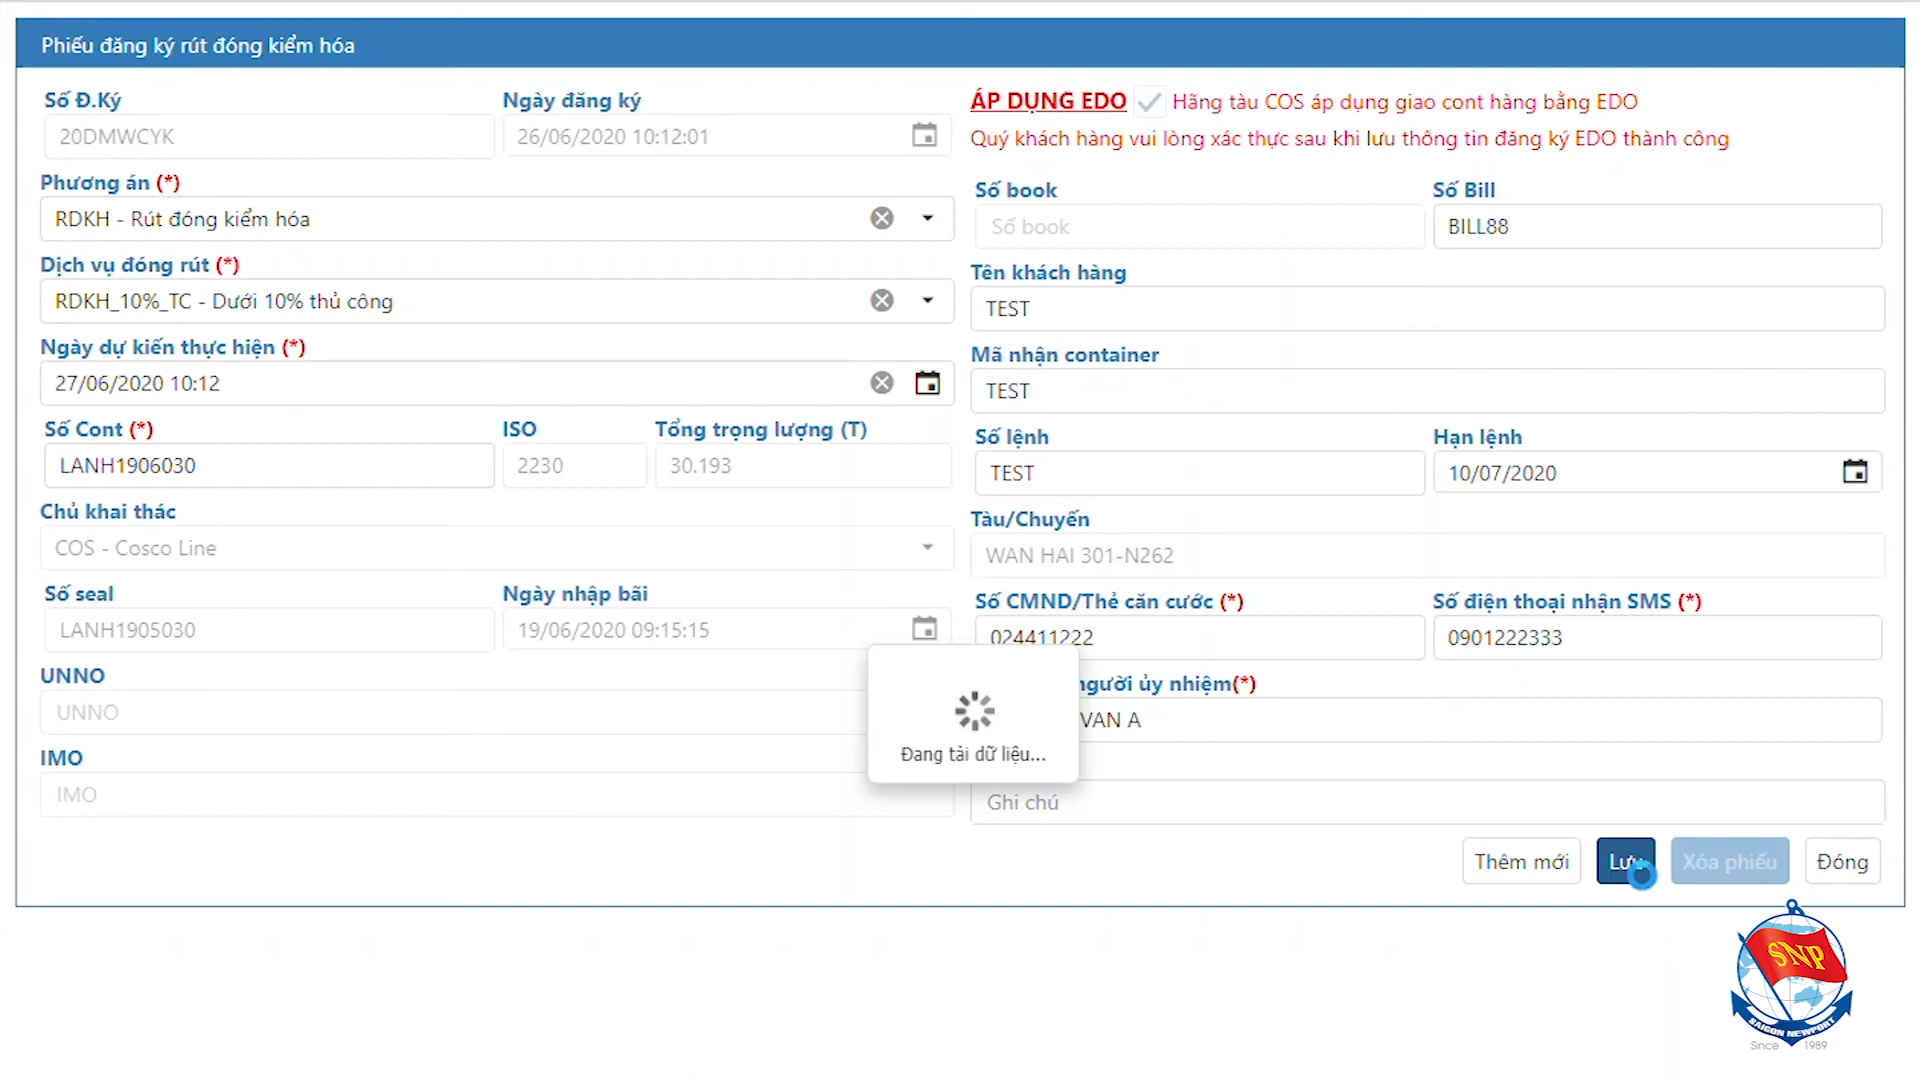 Phiếu đăng ký rút đóng kiểm hóa
Số Đ.Ký
Ngày đăng ký
20DMWCYK
26/06/2020 10:12:01
Phương án (*)
RDKH - Rút đóng kiểm hóa
Dịch vụ đóng rút (*)
RDKH_10%_TC - Dưới 10% thủ công
Ngày dự kiến thực hiện (*)
27/06/2020 10:12
Số Cont (*)
ISO
Tổng trọng lượng (T)
LANH1906030
2230
30.193
Chủ khai thác
COS - Cosco Line
Số seal
Ngày nhập bãi
LANH1905030
19/06/2020 09:15:15
UNNO
UNNO
IMO
IMO
ÁP DỤNG EDO Hãng tàu COS áp dụng giao cont hàng bằng EDO
Quý khách hàng vui lòng xác thực sau khi lưu thông tin đăng ký EDO thành công
Số book
Số Bill
Số book
BILL88
Tên khách hàng
TEST
Mã nhận container
TEST
Số lệnh
Hạn lệnh
TEST
10/07/2020
Tàu/Chuyến
WAN HAI 301-N262
Số CMND/Thẻ căn cước (*)
Số điện thoại nhận SMS (*)
024411222
0901222333
người ủy nhiệm(*)
VAN A
Đang tải dữ liệu...
Ghi chú
Thêm mới
Lưu
Xóa phiếu
Đóng
SNP
SAIGON NEWPORT
Since 1989